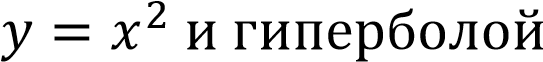 y = x² и гиперболой